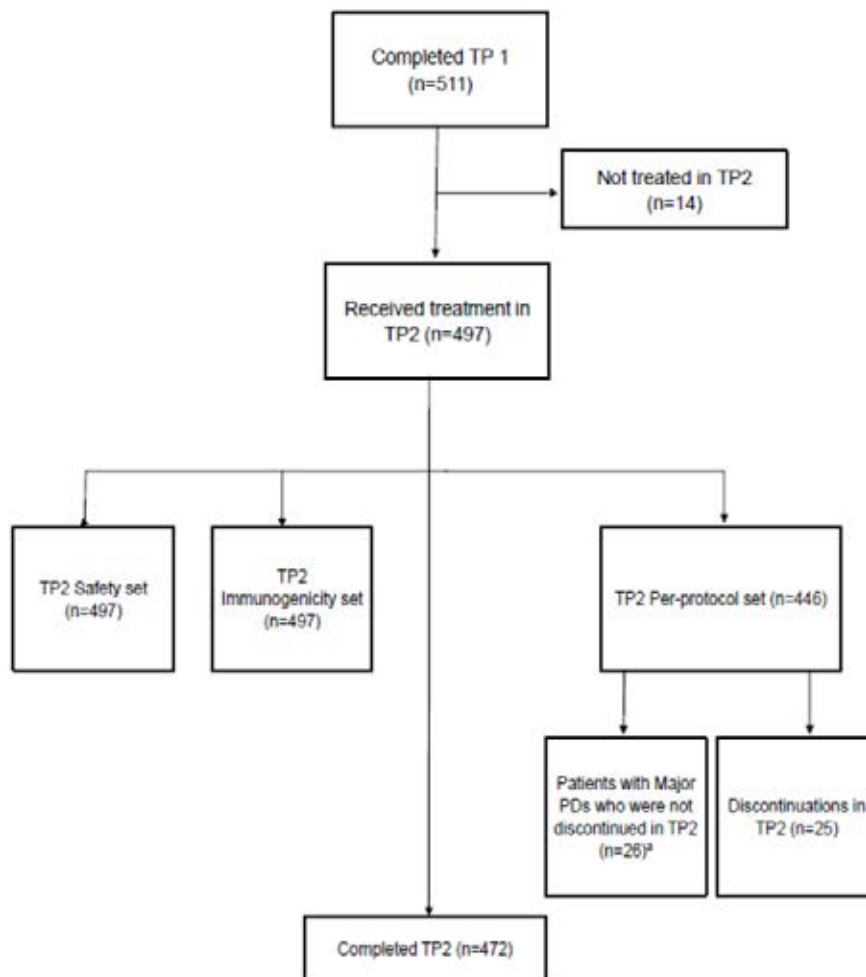 Completed TP 1
(n=511)
Not treated in TP2
(n=14)
Received treatment in
TP2 (n=497)
TP2 Safety set
(n=497)
TP2
Immunogenicity set
(n=497)
TP2 Per-protocol set (n=446)
Patients with Major
PDs who were not
discontinued in TP2
(n=26)ª
Discontinuations in
TP2 (n=25)
Completed TP2 (n=472)